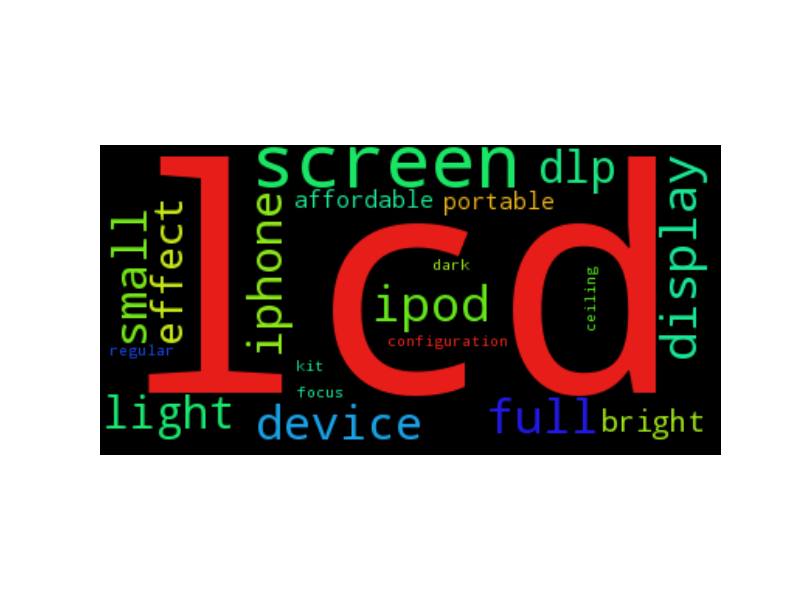 screen
dlp
affordable
portable
small
effect
iphone
display
lcd
dark
ipod
ceiling
configuration
regular
kit
focus
light
device
full
bright